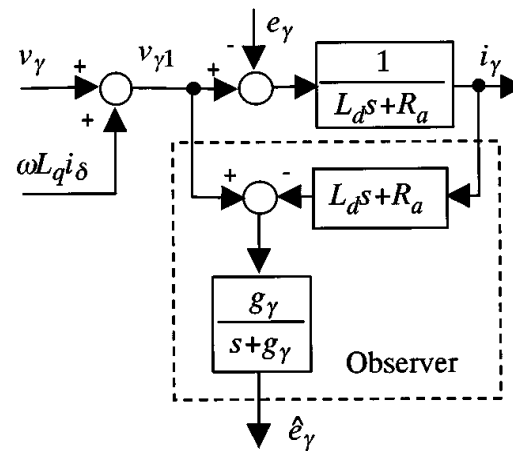 - e_γ
v_γ + v_γ1 + 1 i_γ
+ L_d s+R_a
ωL_q i_δ
+ - L_d s+R_a
g_γ
s+g_γ
Observer
ê_γ